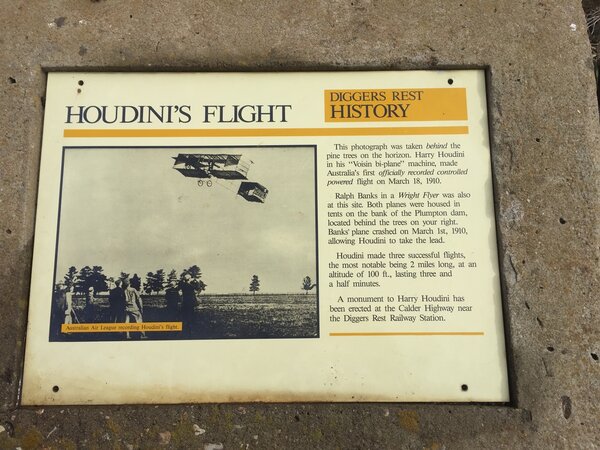 HOUDINI'S FLIGHT
DIGGERS REST
HISTORY
This photograph was taken behind the
pine trees on the horizon. Harry Houdini
in his "Voisin bi-plane" machine, made
Australia's first officially recorded controlled
powered flight on March 18, 1910.
Ralph Banks in a Wright Flyer was also
at this site. Both planes were housed in
tents on the bank of the Plumpton dam,
located behind the trees on your right.
Banks' plane crashed on March 1st, 1910,
allowing Houdini to take the lead.
Houdini made three successful flights,
the most notable being 2 miles long, at an
altitude of 100 ft., lasting three and
a half minutes.
A monument to Harry Houdini has
been erected at the Calder Highway near
the Diggers Rest Railway Station.
Australian Air League recording Houdini's flight.